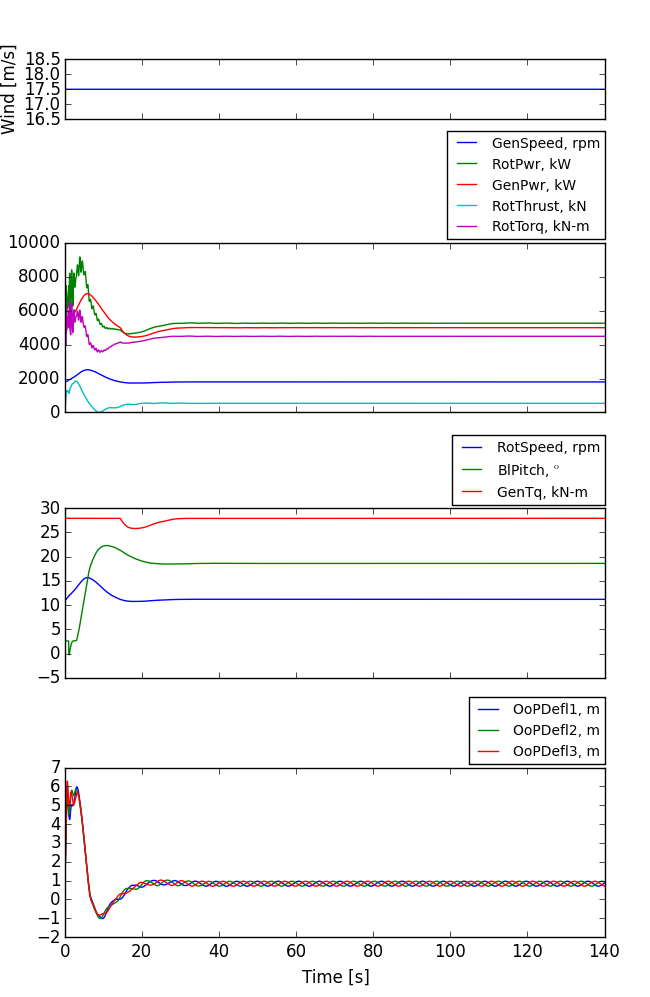 Wind [m/s]
18.5
18.0
17.5
17.0
16.5
GenSpeed, rpm
RotPwr, kW
GenPwr, kW
RotThrust, kN
RotTorq, kN-m
10000
8000
6000
4000
2000
0
RotSpeed, rpm
BlPitch, °
GenTq, kN-m
30
25
20
15
10
5
0
−5
OoPDefl1, m
OoPDefl2, m
OoPDefl3, m
7
6
5
4
3
2
1
0
−1
−2
0 20 40 60 80 100 120 140
Time [s]